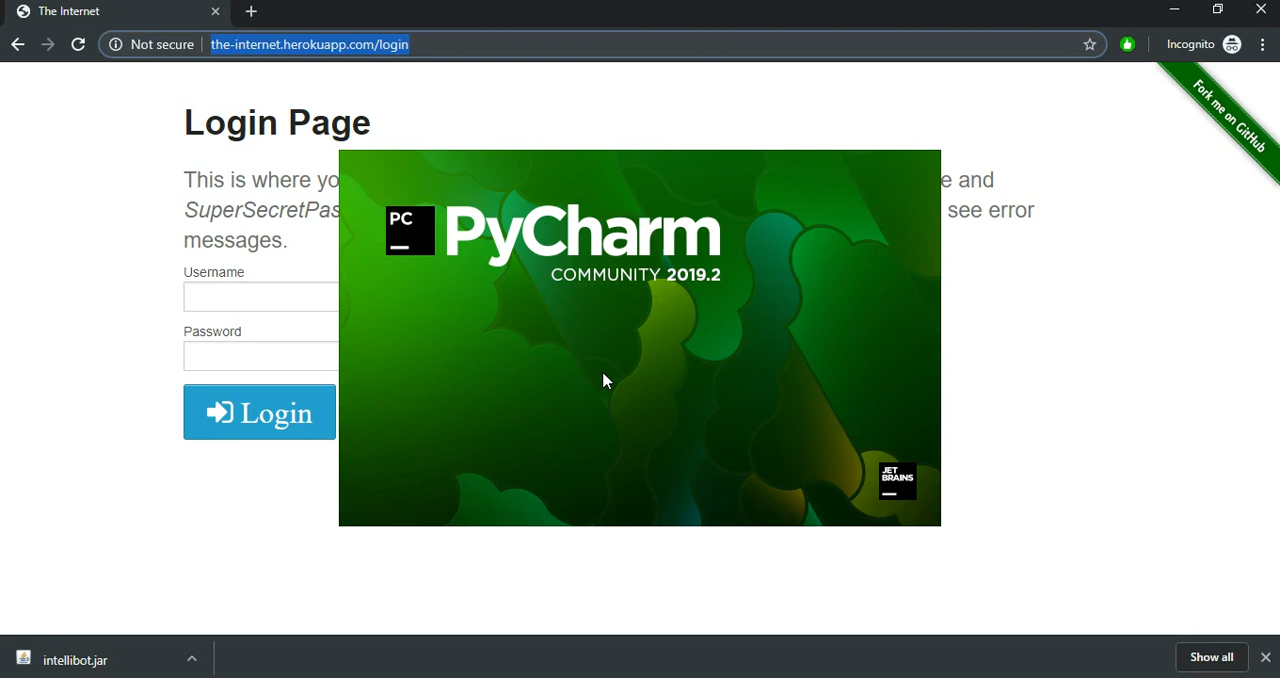 The Internet
Not secure
the-internet.herokuapp.com/login
Incognito
Fork me on GitHub
Login Page
This is where yo
e and
SuperSecretPas
see error
messages.
Username
Password
Login
PC
PyCharm
COMMUNITY 2019.2
JET
BRAINS
intellibot.jar
Show all